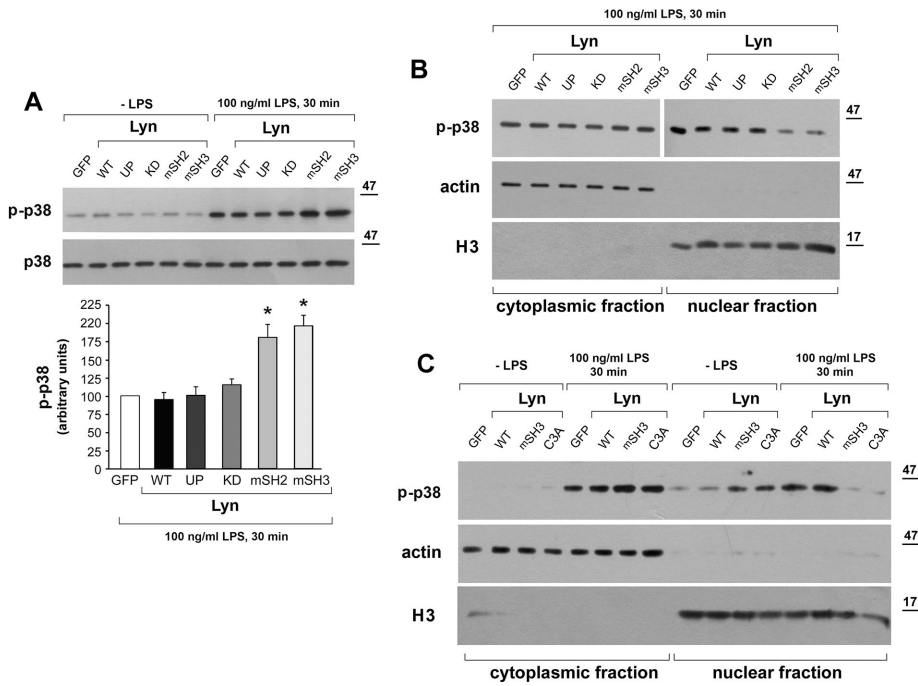 A
- LPS
100 ng/ml LPS, 30 min
Lyn
Lyn
GFP WT UP KD mSH2 mSH3 GFP WT UP KD mSH2 mSH3
47
p-p38
47
p38
p-p38
(arbitrary units)
225
225
200
150
125
100
75
50
25
0
* *
GFP WT UP KD mSH2 mSH3
Lyn
100 ng/ml LPS, 30 min
B
100 ng/ml LPS, 30 min
Lyn
Lyn
GFP WT UP KD mSH2 mSH3 GFP WT UP KD mSH2 mSH3
47
p-p38
47
actin
17
H3
cytoplasmic fraction nuclear fraction
C
- LPS
100 ng/ml LPS
30 min
- LPS
100 ng/ml LPS
30 min
Lyn Lyn Lyn Lyn
GFP WT mSH3 C3A GFP WT mSH3 C3A GFP WT mSH3 C3A GFP WT mSH3 C3A
47
p-p38
47
actin
17
H3
cytoplasmic fraction nuclear fraction